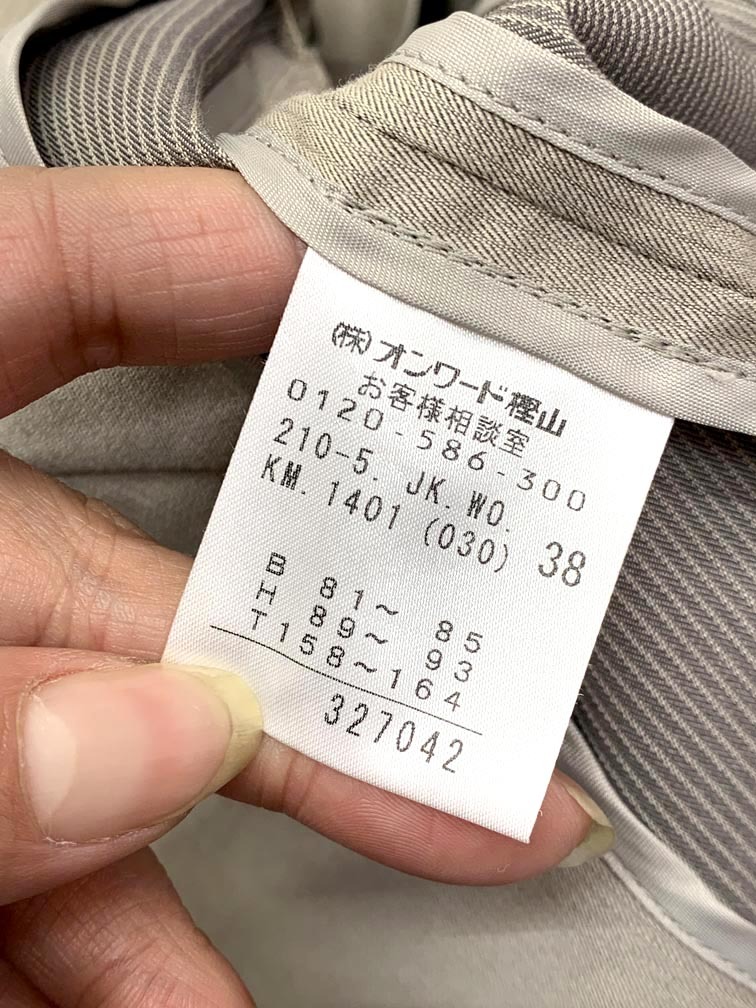 (株)オンワード樫山
お客様相談室
0120-586-300
210-5. JK.WO.
KM.1401 (030) 38
B 81~ 85
H 89~ 93
T158~164
327042